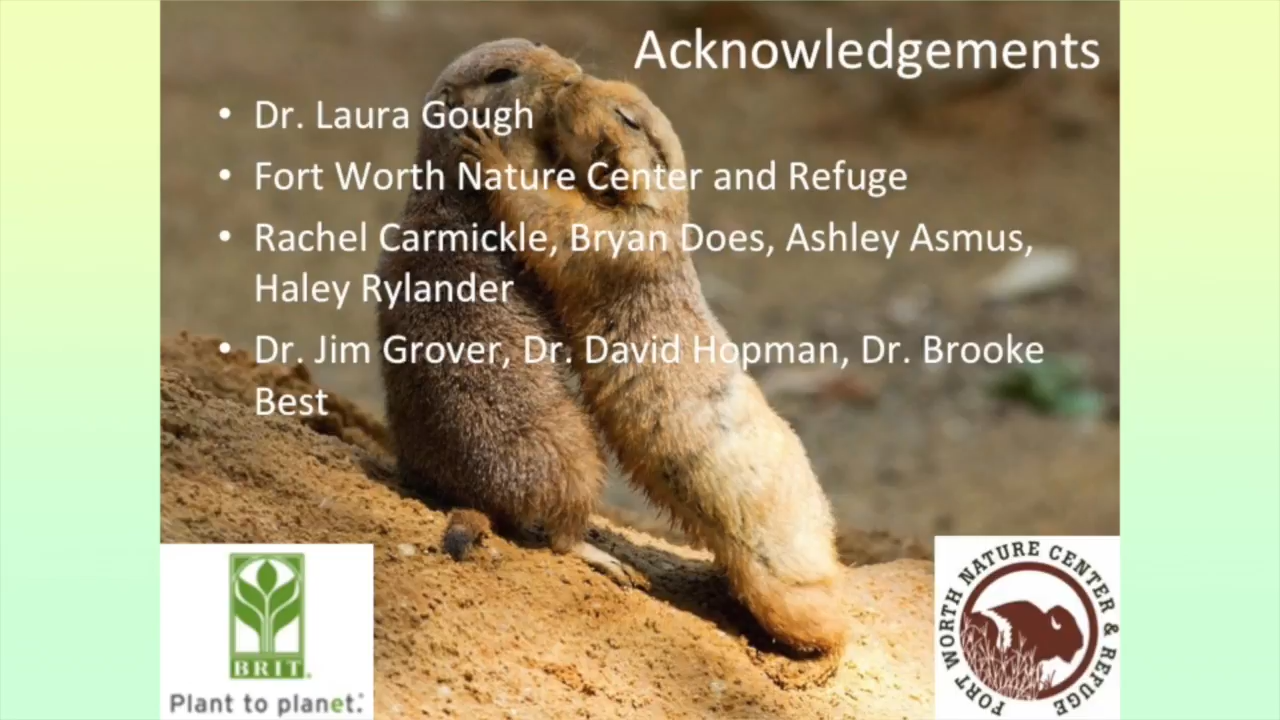 Acknowledgements
• Dr. Laura Gough
• Fort Worth Nature Center and Refuge
• Rachel Carmickle, Bryan Does, Ashley Asmus,
Haley Rylander
• Dr. Jim Grover, Dr. David Hopman, Dr. Brooke
Best
BRIT
Plant to planet.
FORT WORTH NATURE CENTER & REFUGE